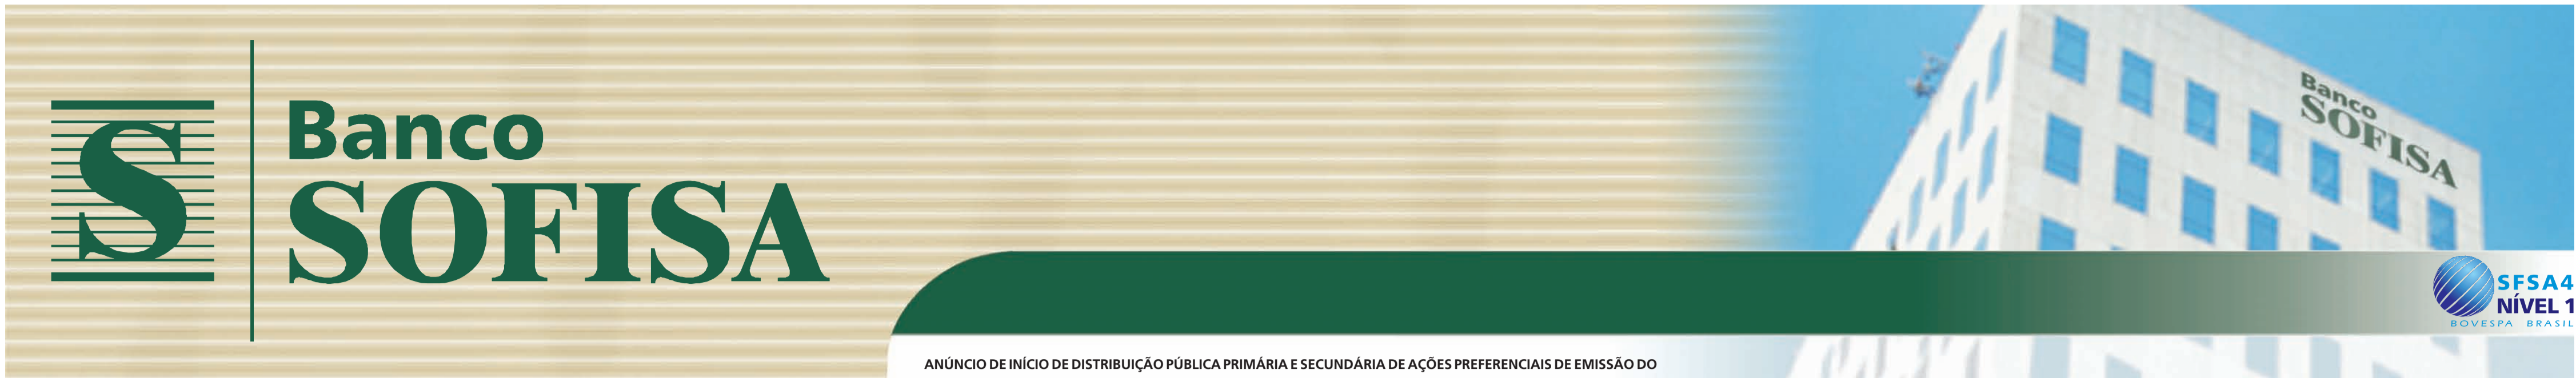 S
Banco
SOFISA
Banco
SOFISA
SFSA4
NÍVEL 1
BOVESPA BRASIL
ANÚNCIO DE INÍCIO DE DISTRIBUIÇÃO PÚBLICA PRIMÁRIA E SECUNDÁRIA DE AÇÕES PREFERENCIAIS DE EMISSÃO DO